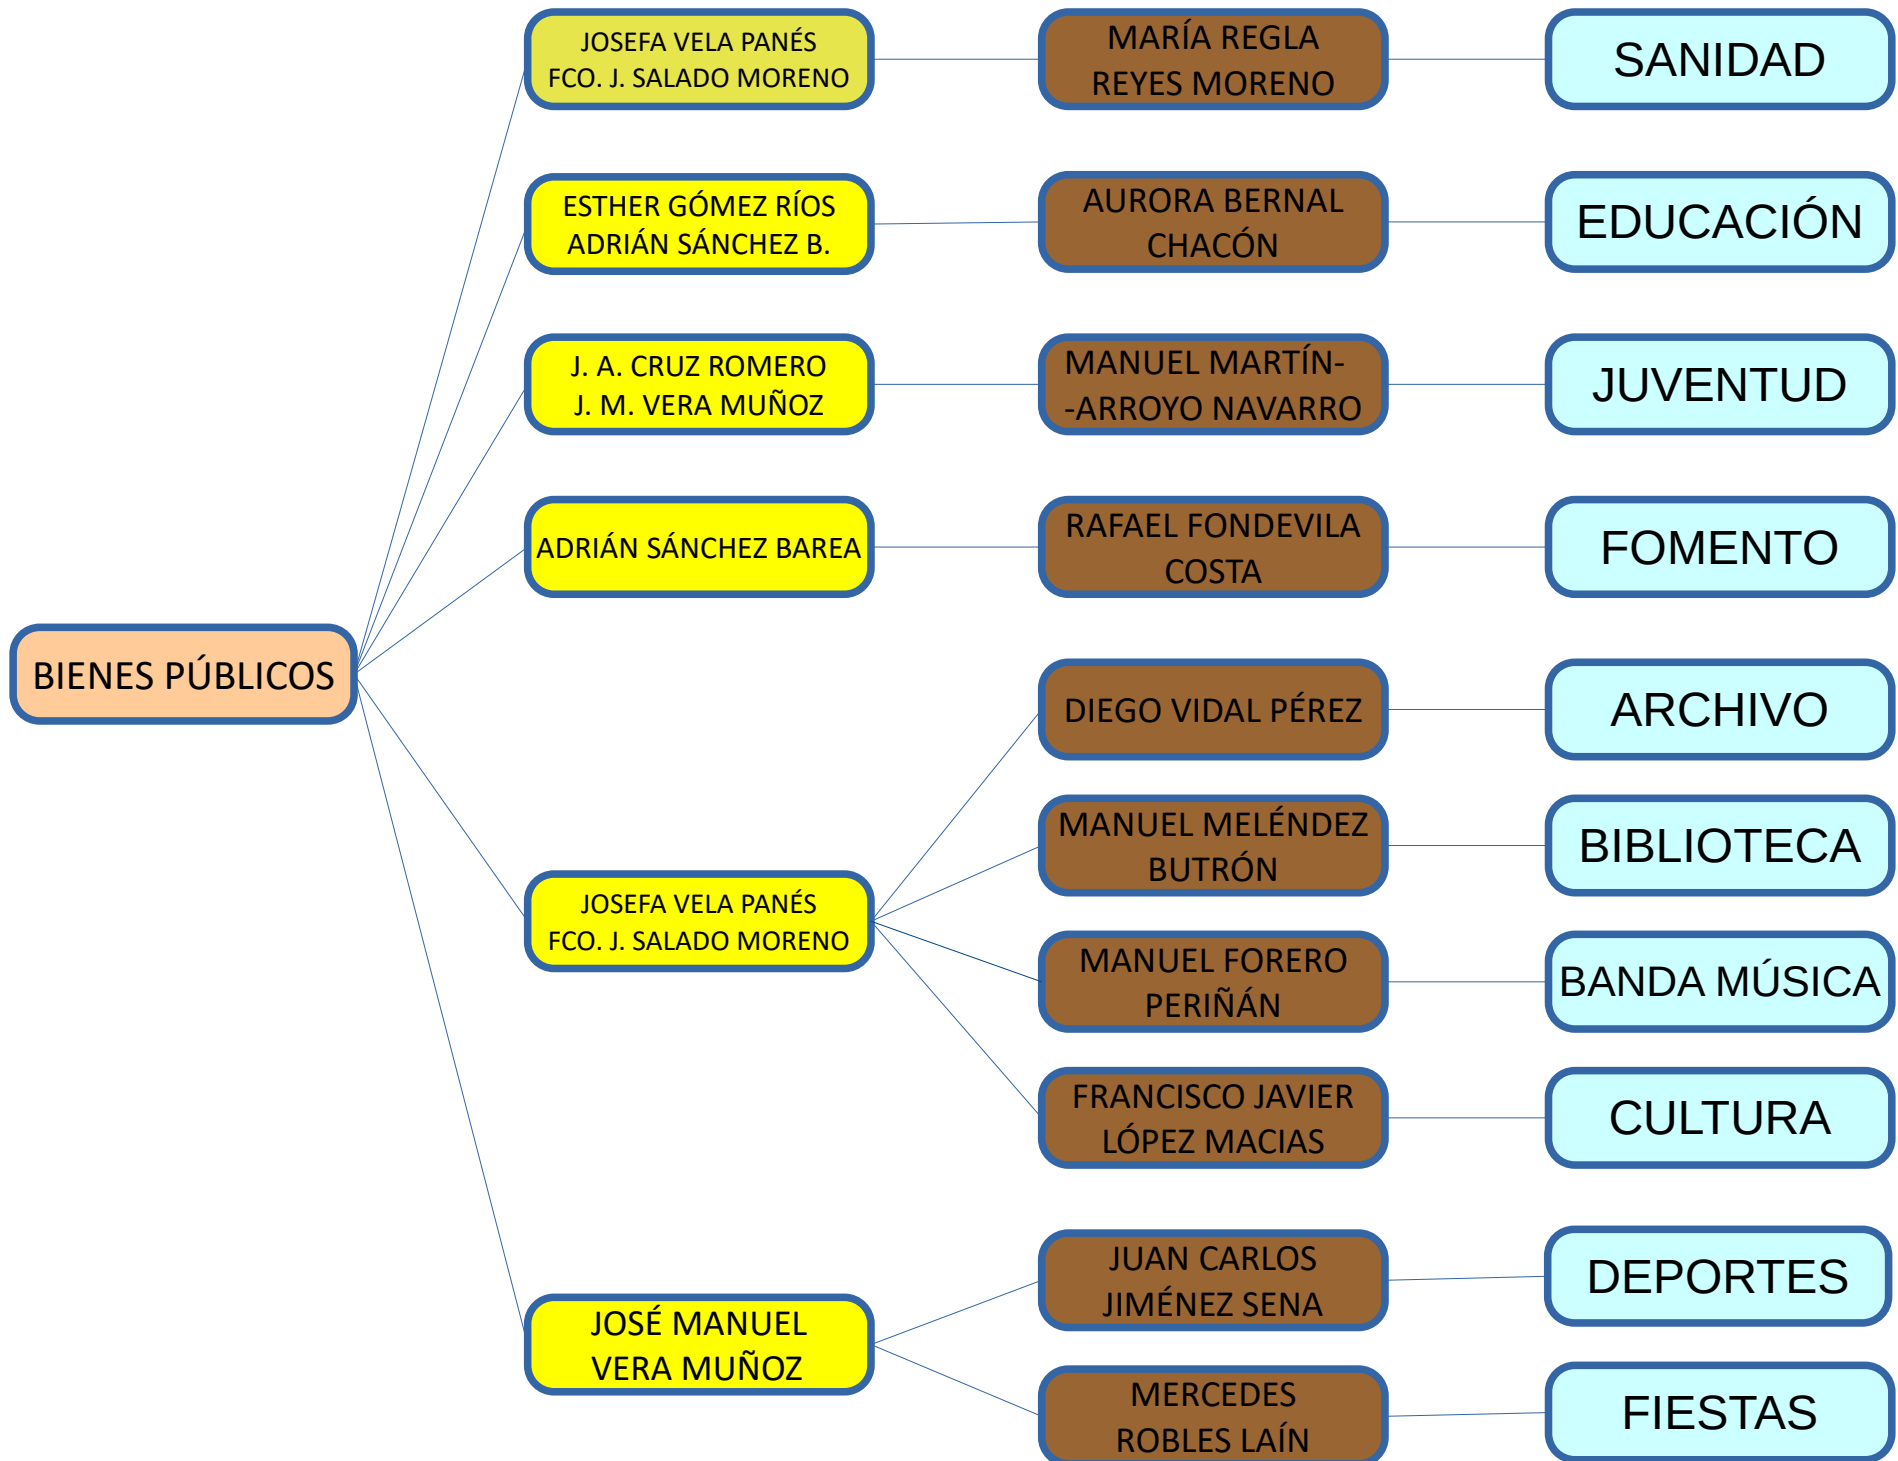 JOSEFA VELA PANÉS
FCO. J. SALADO MORENO
MARÍA REGLA
REYES MORENO
SANIDAD
ESTHER GÓMEZ RÍOS
ADRIÁN SÁNCHEZ B.
AURORA BERNAL
CHACÓN
EDUCACIÓN
J. A. CRUZ ROMERO
J. M. VERA MUÑOZ
MANUEL MARTÍN-
-ARROYO NAVARRO
JUVENTUD
ADRIÁN SÁNCHEZ BAREA
RAFAEL FONDEVILA
COSTA
FOMENTO
BIENES PÚBLICOS
JOSEFA VELA PANÉS
FCO. J. SALADO MORENO
DIEGO VIDAL PÉREZ
ARCHIVO
MANUEL MELÉNDEZ
BUTRÓN
BIBLIOTECA
MANUEL FORERO
PERIÑÁN
BANDA MÚSICA
FRANCISCO JAVIER
LÓPEZ MACIAS
CULTURA
JOSÉ MANUEL
VERA MUÑOZ
JUAN CARLOS
JIMÉNEZ SENA
DEPORTES
MERCEDES
ROBLES LAÍN
FIESTAS